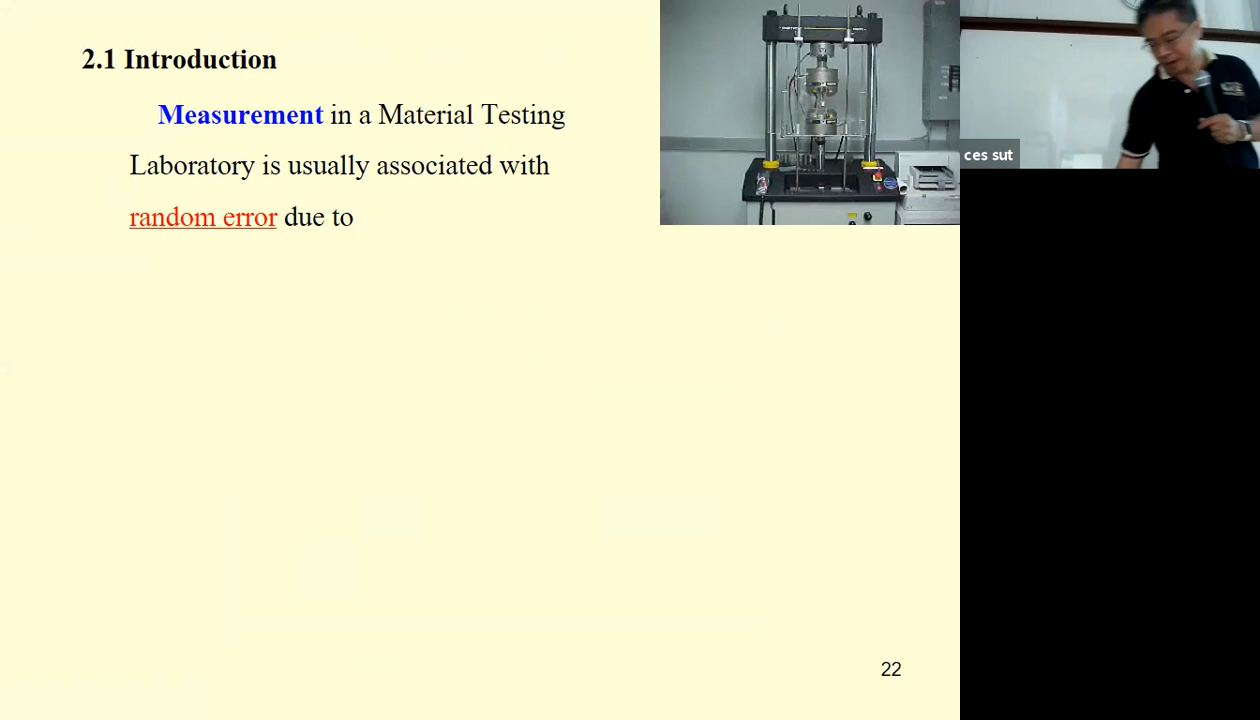 2.1 Introduction
Measurement in a Material Testing
Laboratory is usually associated with
random error due to
ces sut
22